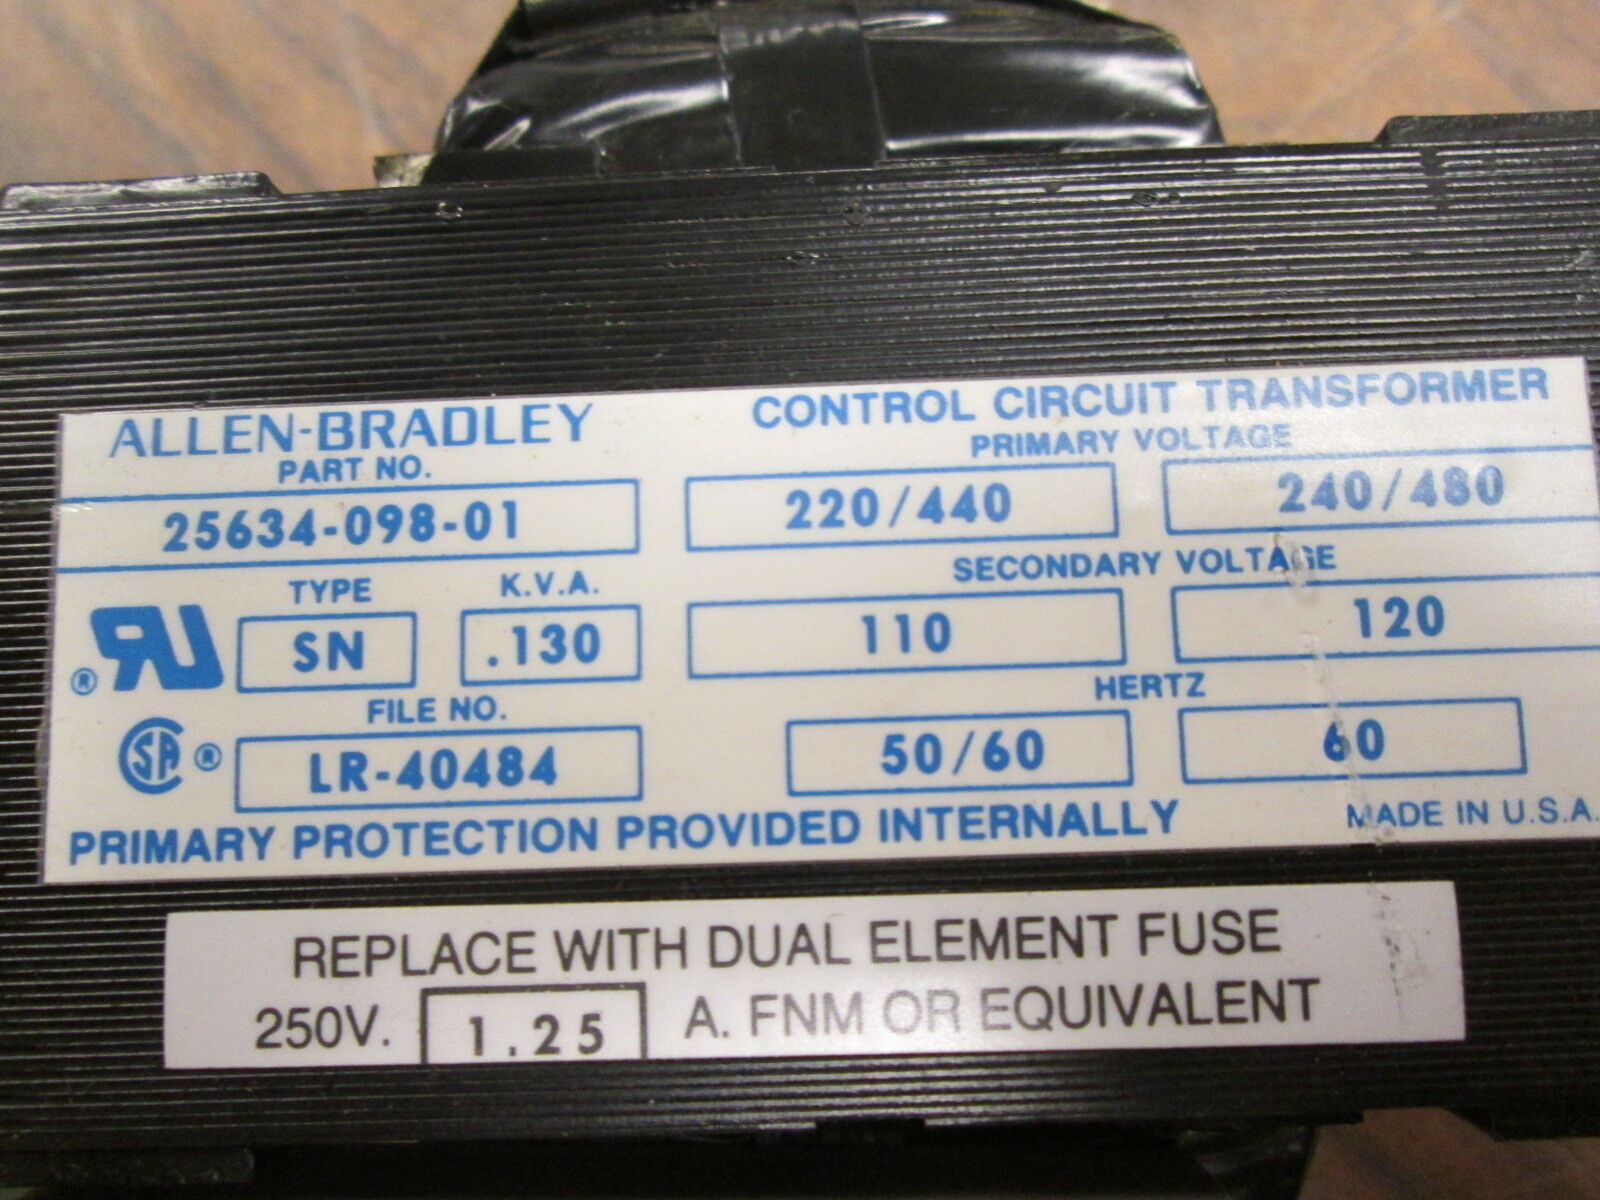 ALLEN-BRADLEY
CONTROL CIRCUIT TRANSFORMER
PART NO.
PRIMARY VOLTAGE
25634-098-01
220/440
240/480
TYPE
K.V.A.
SECONDARY VOLTAGE
RU ®
SN
.130
110
120
FILE NO.
HERTZ
SA ®
LR-40484
50/60
60
PRIMARY PROTECTION PROVIDED INTERNALLY
MADE IN U.S.A.
REPLACE WITH DUAL ELEMENT FUSE
250V. 1.25 A. FNM OR EQUIVALENT